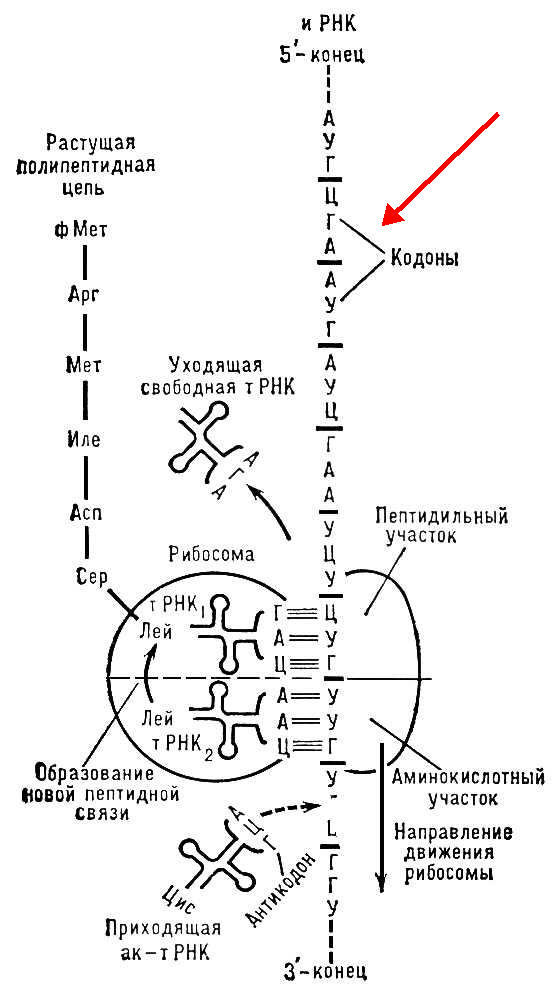 и РНК
5′-конец
А
У
Г
Ц
Г
А
А
У
Г
А
У
Ц
Г
А
А
У
Ц
У
Ц
У
Г
У
У
Г
У
Г
Г
У
3′-конец
Кодоны
Растущая
полипептидная
цепь
ф Мет
Арг
Мет
Иле
Асп
Сер
Лей
Лей
Уходящая
свободная т РНК
А
Г
А
Рибосома
т РНК1
Г
А
Ц
А
А
Ц
т РНК2
Пептидильный
участок
Аминокислотный
участок
Образование
новой пептидной
связи
Направление
движения
рибосомы
А
Ц
Г
Антикодон
Цис
Приходящая
ак-т РНК